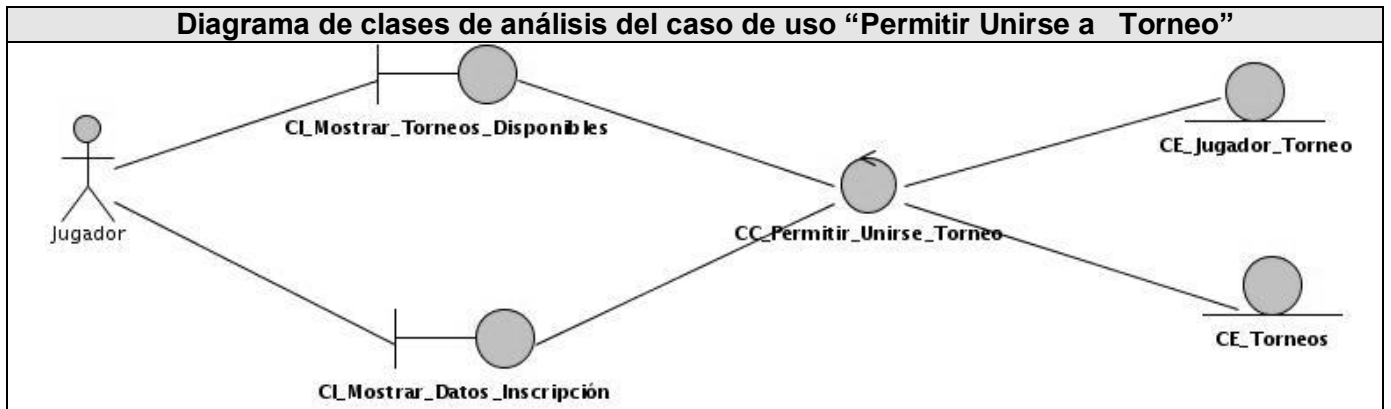 Diagrama de clases de análisis del caso de uso “Permitir Unirse a Torneo”
CI_Mostrar_Torneos_Disponibles
CE_Jugador_Torneo
Jugador
CC_Permitir_Unirse_Torneo
CE_Torneos
CI_Mostrar_Datos_Inscripción